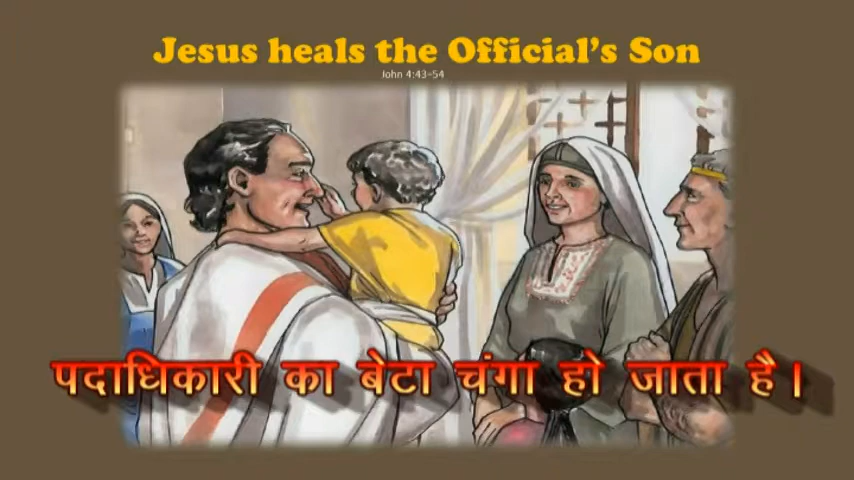 Jesus heals the Official’s Son
John 4:43-54
पदाधिकारी का बेटा चंगा हो जाता है।